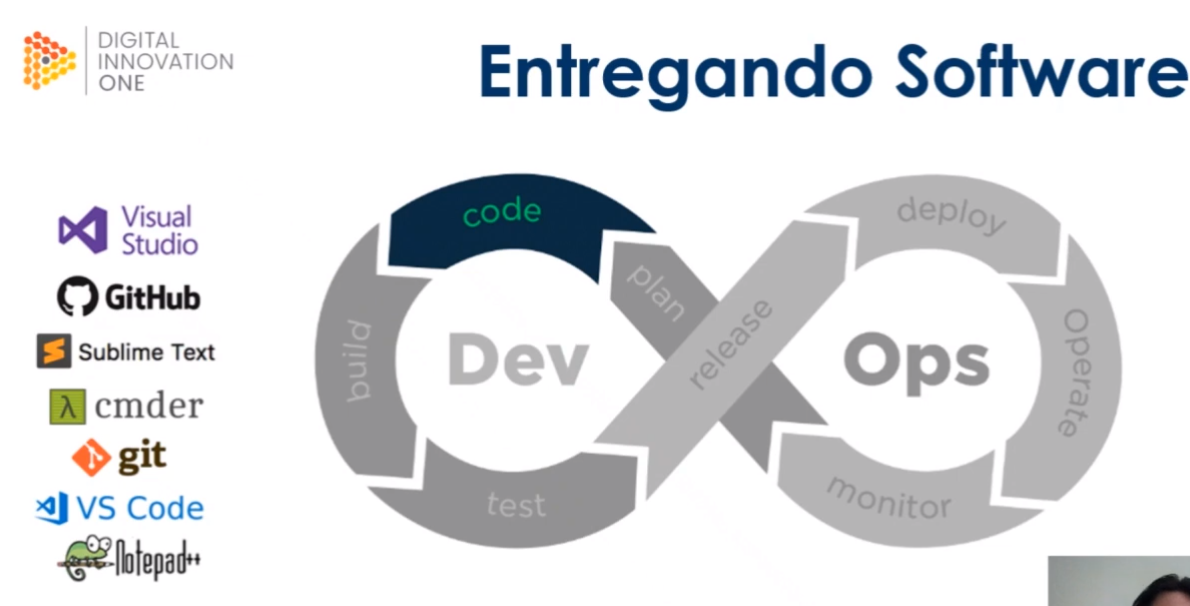 DIGITAL
INNOVATION
ONE
Entregando Software
Visual
Studio
GitHub
Sublime Text
λ cmder
git
VS Code
Notepad++
code
plan
build
Dev
test
release
deploy
Ops
Operate
monitor